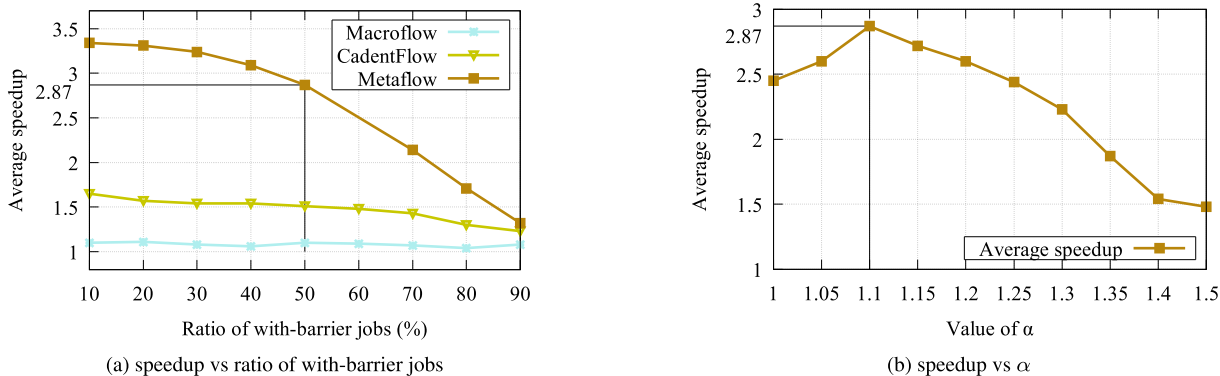 Average speedup
3.5
3
2.87
2.5
2
1.5
1
Macroflow
CadentFlow
Metaflow
10 20 30 40 50 60 70 80 90
Ratio of with-barrier jobs (%)
(a) speedup vs ratio of with-barrier jobs
Average speedup
3
2.87
2.5
2
1.5
1
Average speedup
1 1.05 1.1 1.15 1.2 1.25 1.3 1.35 1.4 1.5
Value of α
(b) speedup vs α